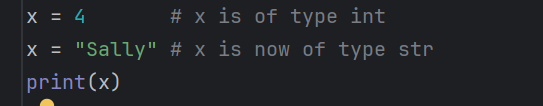 x = 4       # x is of type int
x = "Sally" # x is now of type str
print(x)